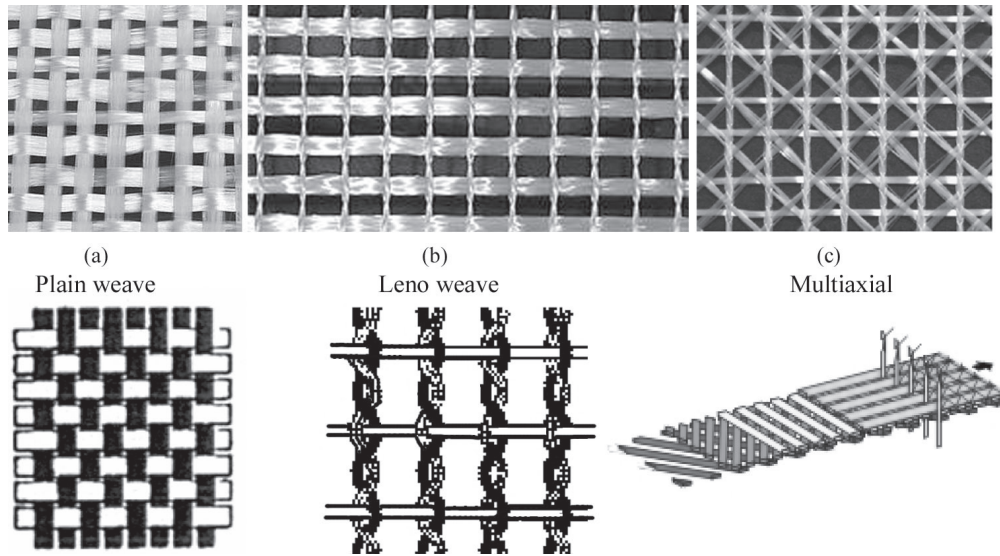 (a)
(b)
(c)
Plain weave
Leno weave
Multiaxial